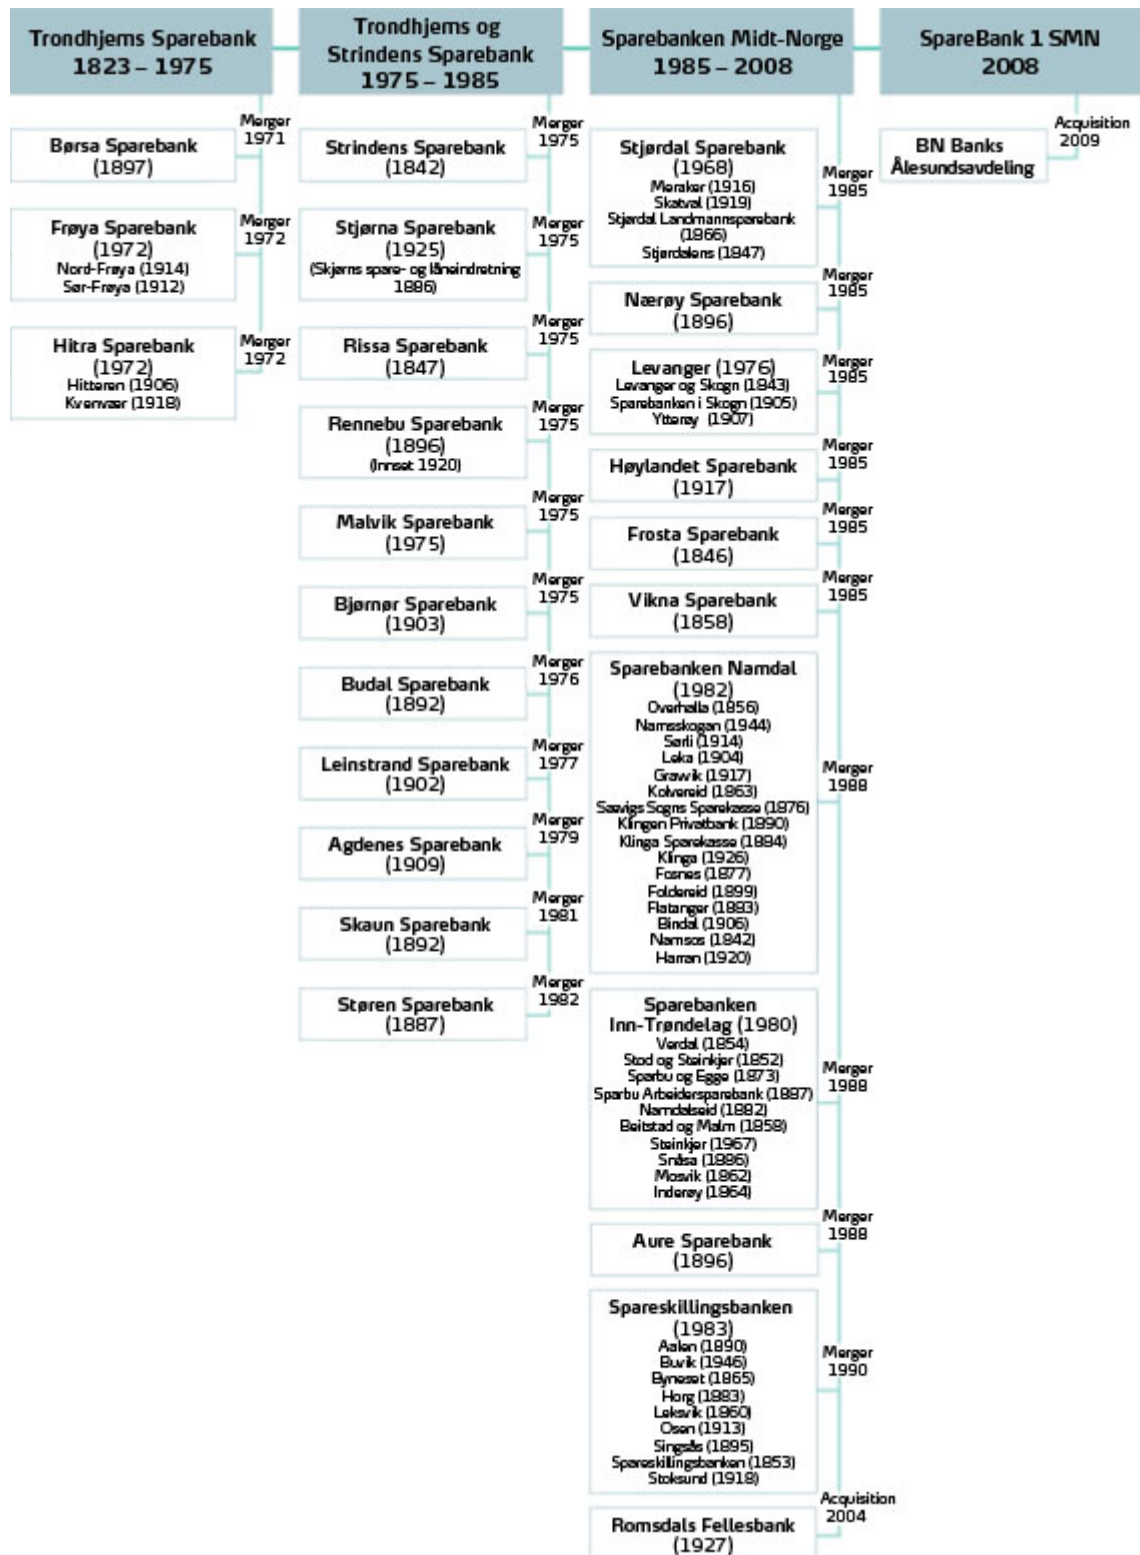 Trondhjems Sparebank
1823 – 1975
Merger
1971
Børsa Sparebank
(1897)
Merger
1972
Frøya Sparebank
(1972)
Nord-Frøya (1914)
Sør-Frøya (1912)
Merger
1972
Hitra Sparebank
(1972)
Hitteren (1906)
Kvenvær (1918)
Trondhjems og
Strindens Sparebank
1975 – 1985
Merger
1975
Strindens Sparebank
(1842)
Merger
1975
Stjørna Sparebank
(1925)
(Skjørns spare- og låneindretning
1886)
Merger
1975
Rissa Sparebank
(1847)
Merger
1975
Rennebu Sparebank
(1896)
(Innset 1920)
Merger
1975
Malvik Sparebank
(1975)
Merger
1975
Bjørnør Sparebank
(1903)
Merger
1976
Budal Sparebank
(1892)
Merger
1977
Leinstrand Sparebank
(1902)
Merger
1979
Agdenes Sparebank
(1909)
Merger
1981
Skaun Sparebank
(1892)
Merger
1982
Støren Sparebank
(1887)
Sparebanken Midt-Norge
1985 – 2008
Merger
1985
Stjørdal Sparebank
(1968)
Meraker (1916)
Skatval (1919)
Stjørdal Landmannsparebank
(1866)
Stjørdalens (1847)
Merger
1985
Nærøy Sparebank
(1896)
Merger
1985
Levanger (1976)
Levanger og Skogn (1843)
Sparebanken i Skogn (1905)
Ytterøy (1907)
Merger
1985
Høylandet Sparebank
(1917)
Merger
1985
Frosta Sparebank
(1846)
Merger
1985
Vikna Sparebank
(1858)
Merger
1988
Sparebanken Namdal
(1982)
Overhalla (1856)
Namsskogan (1944)
Sørli (1914)
Leka (1904)
Gravvik (1917)
Kolvereid (1863)
Sævigs Sogns Sparekasse (1876)
Klingen Privatbank (1890)
Klinga Sparekasse (1884)
Klinga (1926)
Fosnes (1877)
Foldereid (1899)
Flatanger (1883)
Bindal (1906)
Namsos (1842)
Harran (1920)
Merger
1988
Sparebanken
Inn-Trøndelag (1980)
Verdal (1854)
Stod og Steinkjer (1852)
Sparbu og Egge (1873)
Sparbu Arbeidersparebank (1887)
Namdalseid (1882)
Beitstad og Malm (1858)
Steinkjer (1967)
Snåsa (1886)
Mosvik (1862)
Inderøy (1864)
Merger
1988
Aure Sparebank
(1896)
Merger
1990
Spareskillingsbanken
(1983)
Aalen (1890)
Buvik (1946)
Byneset (1865)
Horg (1883)
Leksvik (1860)
Osen (1913)
Singsås (1895)
Spareskillingsbanken (1853)
Stoksund (1918)
Acquisition
2004
Romsdals Fellesbank
(1927)
SpareBank 1 SMN
2008
Acquisition
2009
BN Banks
Ålesundsavdeling